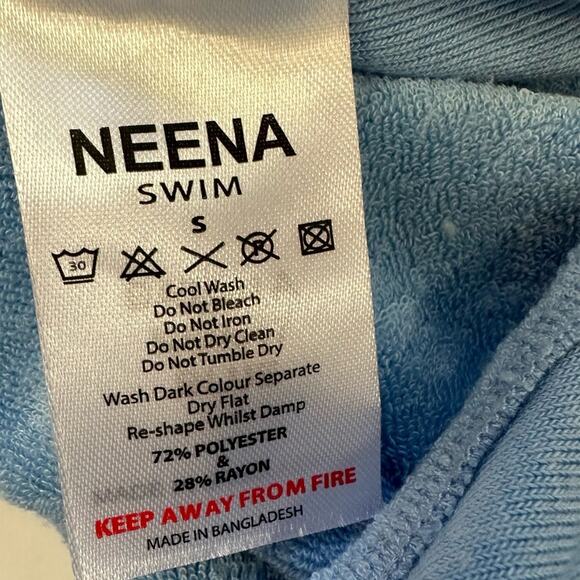 NEENA
SWIM
S
30 P
Cool Wash
Do Not Bleach
Do Not Iron
Do Not Dry Clean
Do Not Tumble Dry
Wash Dark Colour Separate
Dry Flat
Re-shape Whilst Damp
72% POLYESTER
&
28% RAYON
KEEP AWAY FROM FIRE
MADE IN BANGLADESH